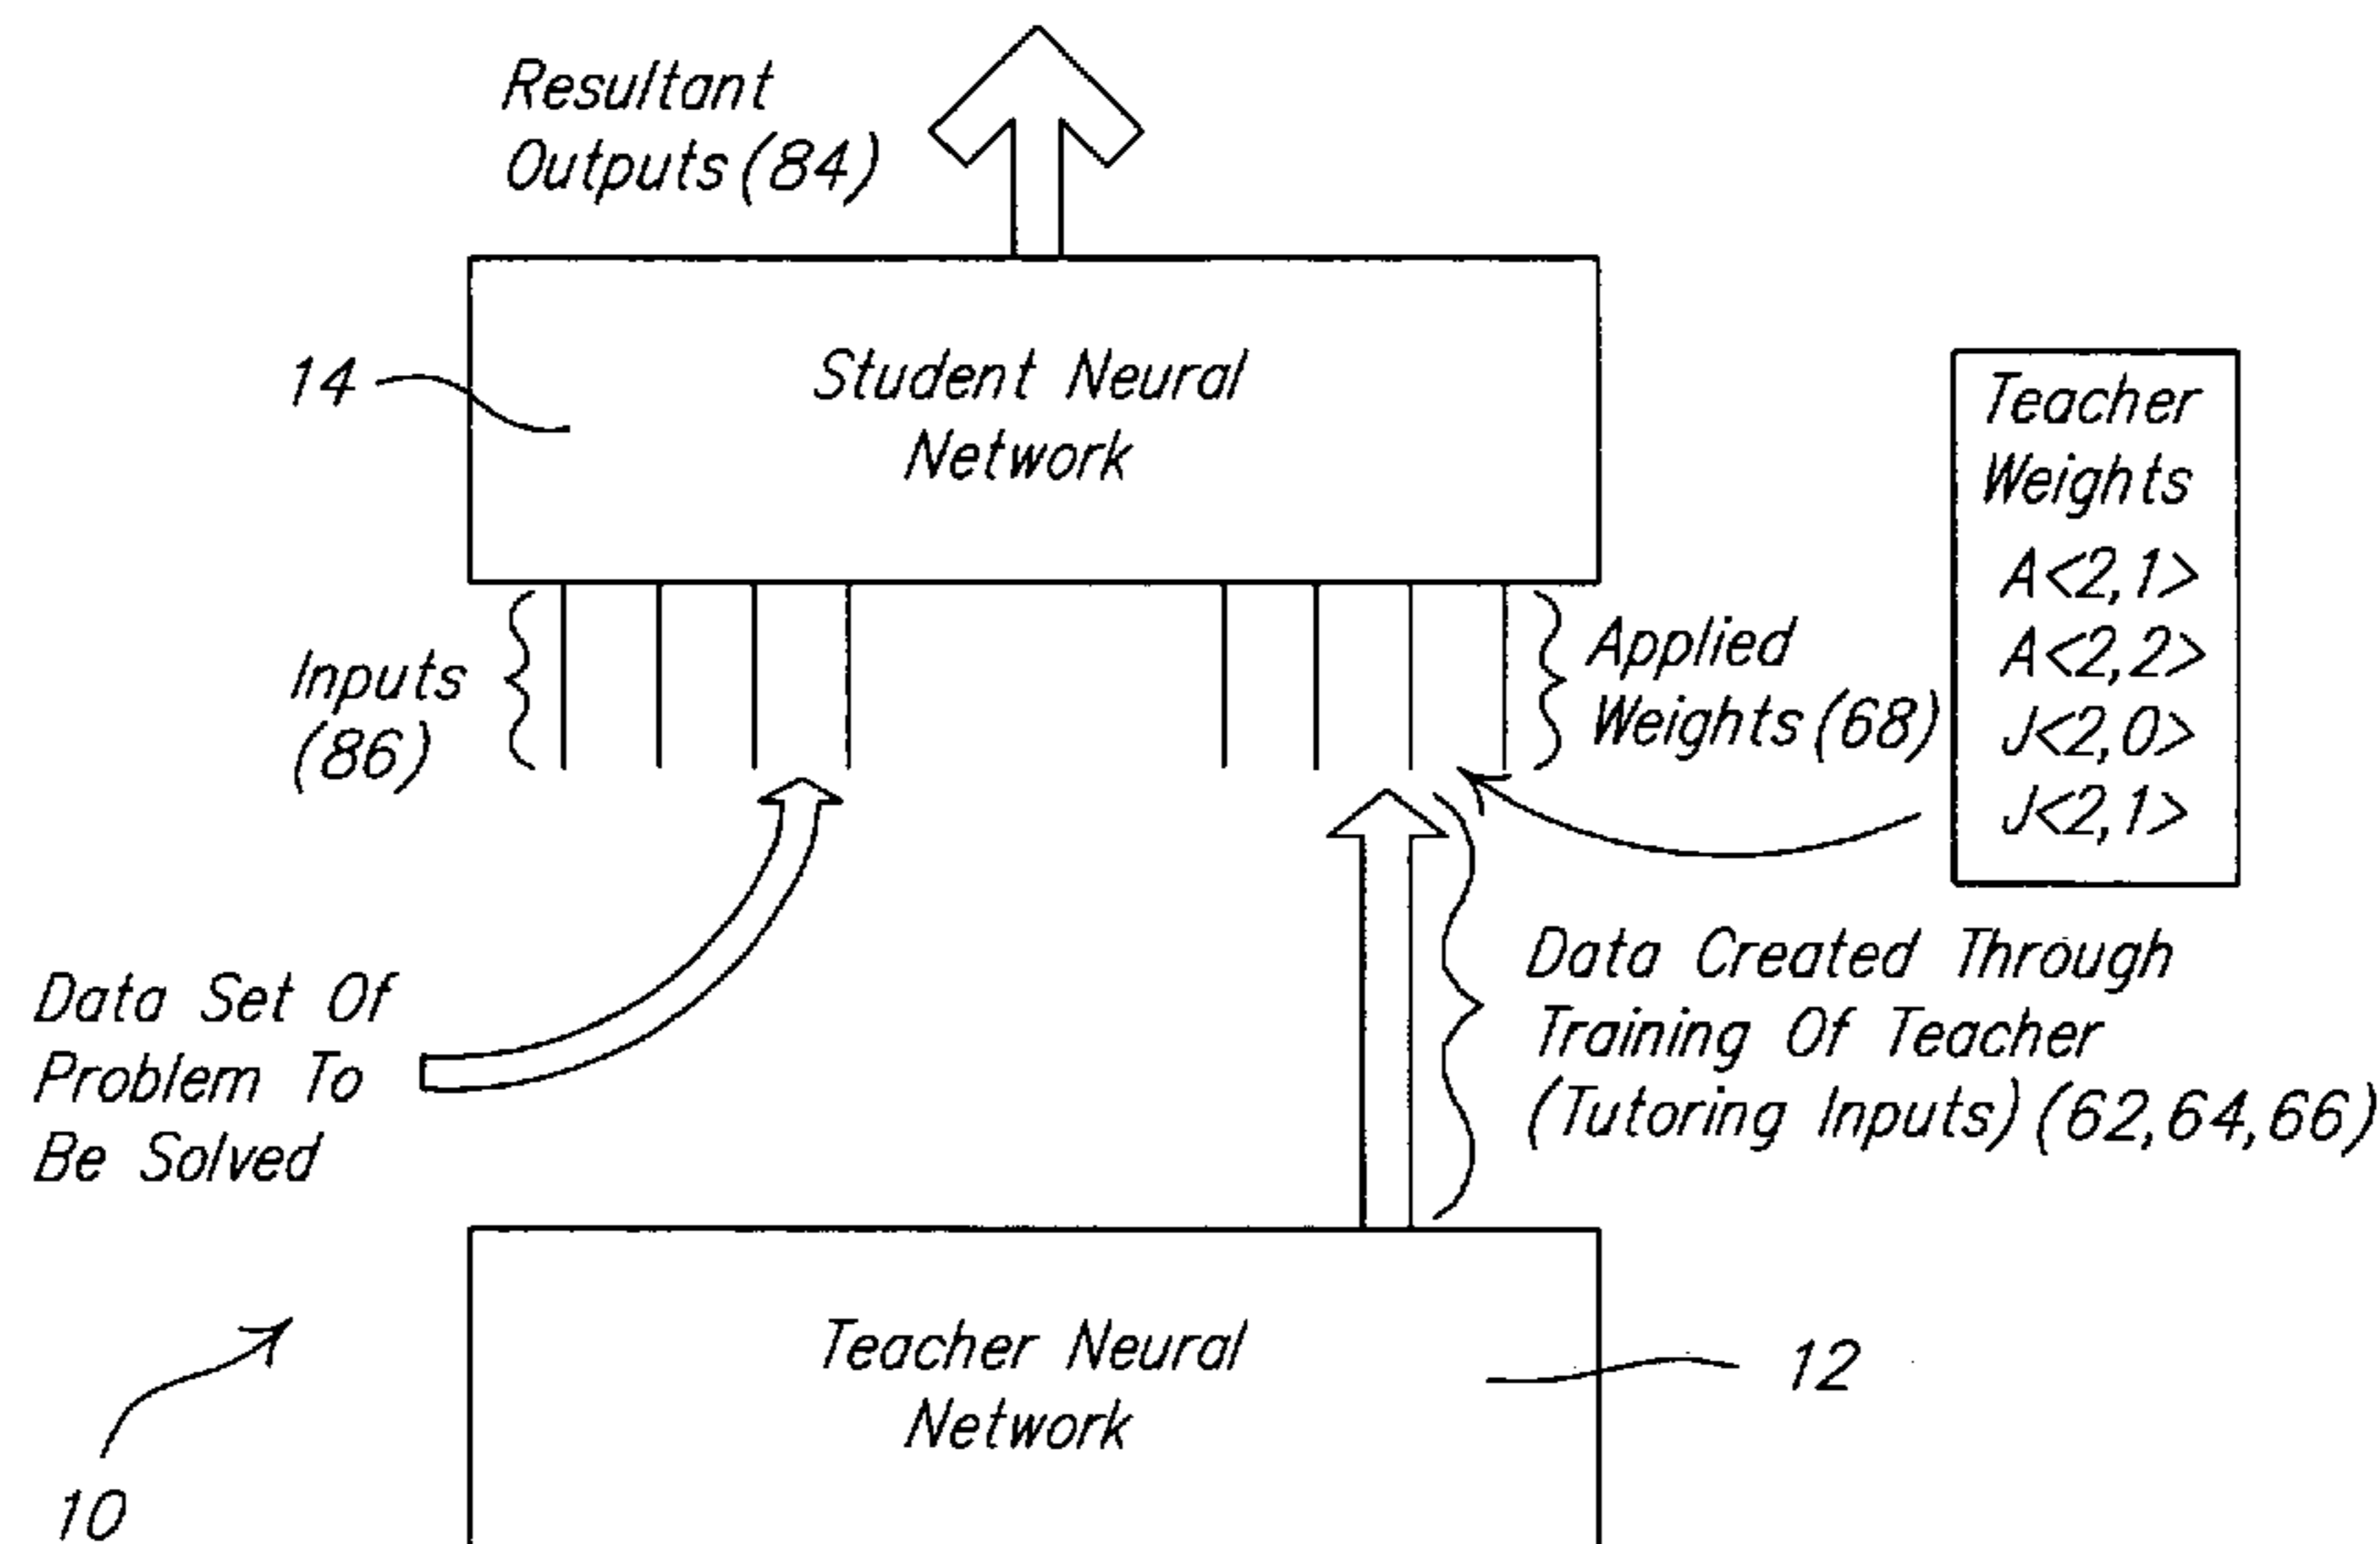 Resultant
Outputs (84)
14
Student Neural
Network
Teacher
Weights
A<2,1>
A<2,2>
J<2,0>
J<2,1>
Inputs
(86)
Applied
Weights (68)
Data Set Of
Problem To
Be Solved
Data Created Through
Training Of Teacher
(Tutoring Inputs) (62,64,66)
Teacher Neural
Network
12
10